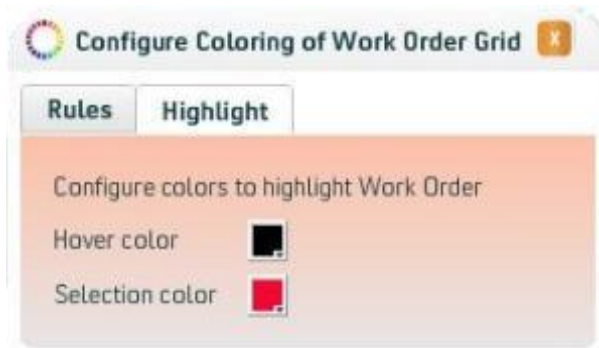 Configure Coloring of Work Order Grid x
Rules Highlight
Configure colors to highlight Work Order
Hover color
Selection color